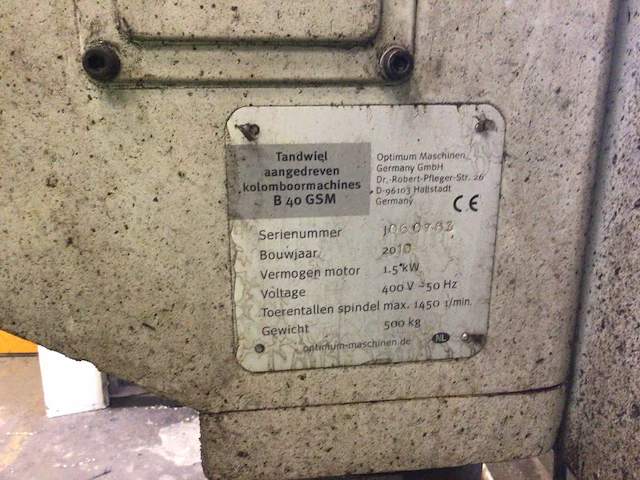 Tandwiel
aangedreven
kolomboormachines
B 40 GSM
Optimum Maschinen
Germany GmbH
Dr.-Robert-Pfleger-Str. 26
D-96103 Hallstadt
Germany
CE
Serienummer
Bouwjaar 2010
Vermogen motor 1.5 kW
Voltage 400 V ~50 Hz
Toerentallen spindel max. 1450 1/min.
Gewicht 500 kg
optimum-maschinen.de NL